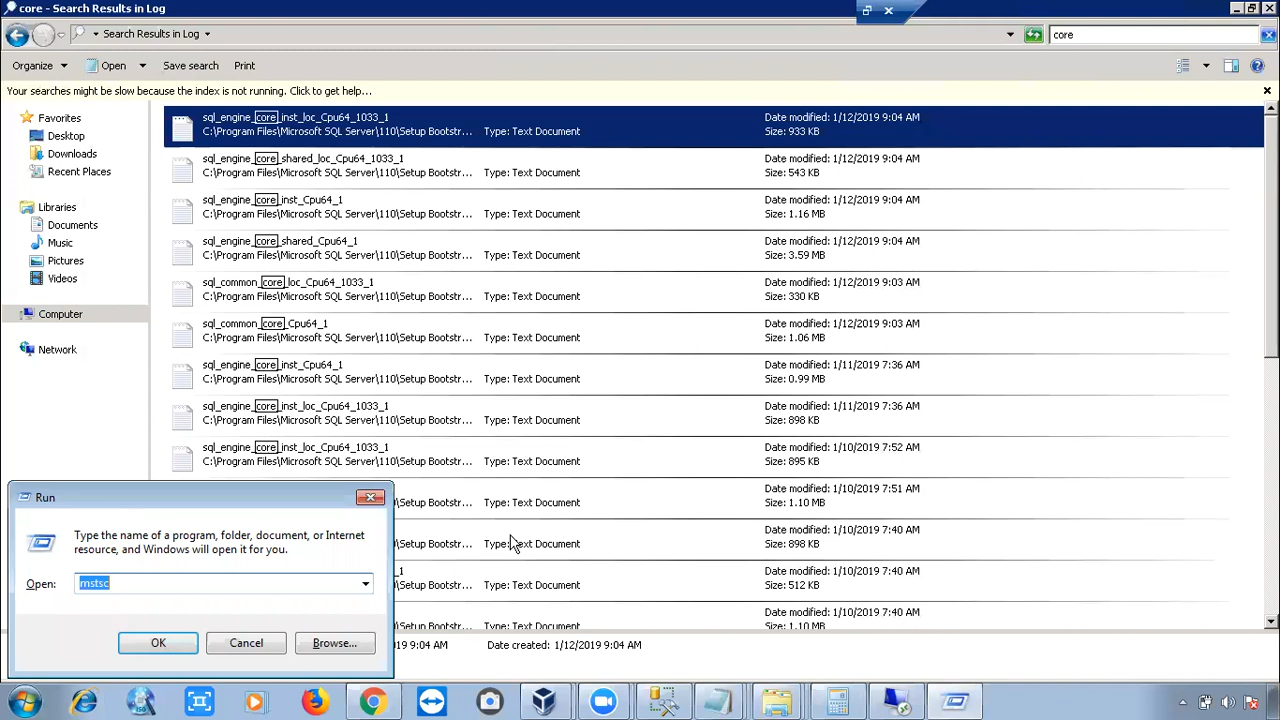 core - Search Results in Log
Search Results in Log
core
Organize Open Save search Print
Your searches might be slow because the index is not running. Click to get help...
Favorites
Desktop
Downloads
Recent Places
Libraries
Documents
Music
Pictures
Videos
Computer
Network
sql_engine_core_inst_loc_Cpu64_1033_1 Date modified: 1/12/2019 9:04 AM
C:\Program Files\Microsoft SQL Server\110\Setup Bootstr... Type: Text Document Size: 933 KB
sql_engine_core_shared_loc_Cpu64_1033_1 Date modified: 1/12/2019 9:04 AM
C:\Program Files\Microsoft SQL Server\110\Setup Bootstr... Type: Text Document Size: 543 KB
sql_engine_core_inst_Cpu64_1 Date modified: 1/12/2019 9:04 AM
C:\Program Files\Microsoft SQL Server\110\Setup Bootstr... Type: Text Document Size: 1.16 MB
sql_engine_core_shared_Cpu64_1 Date modified: 1/12/2019 9:04 AM
C:\Program Files\Microsoft SQL Server\110\Setup Bootstr... Type: Text Document Size: 3.59 MB
sql_common_core_loc_Cpu64_1033_1 Date modified: 1/12/2019 9:03 AM
C:\Program Files\Microsoft SQL Server\110\Setup Bootstr... Type: Text Document Size: 330 KB
sql_common_core_Cpu64_1 Date modified: 1/12/2019 9:03 AM
C:\Program Files\Microsoft SQL Server\110\Setup Bootstr... Type: Text Document Size: 1.06 MB
sql_engine_core_inst_Cpu64_1 Date modified: 1/11/2019 7:36 AM
C:\Program Files\Microsoft SQL Server\110\Setup Bootstr... Type: Text Document Size: 0.99 MB
sql_engine_core_inst_loc_Cpu64_1033_1 Date modified: 1/11/2019 7:36 AM
C:\Program Files\Microsoft SQL Server\110\Setup Bootstr... Type: Text Document Size: 898 KB
sql_engine_core_inst_loc_Cpu64_1033_1 Date modified: 1/10/2019 7:52 AM
C:\Program Files\Microsoft SQL Server\110\Setup Bootstr... Type: Text Document Size: 895 KB
Date modified: 1/10/2019 7:51 AM
\Setup Bootstr... Type: Text Document Size: 1.10 MB
Date modified: 1/10/2019 7:40 AM
\Setup Bootstr... Type: Text Document Size: 898 KB
_1 Date modified: 1/10/2019 7:40 AM
\Setup Bootstr... Type: Text Document Size: 512 KB
Date modified: 1/10/2019 7:40 AM
\Setup Bootstr... Type: Text Document Size: 1.10 MB
9:04 AM Date created: 1/12/2019 9:04 AM
Run
Type the name of a program, folder, document, or Internet
resource, and Windows will open it for you.
Open: mstsc
OK Cancel Browse...